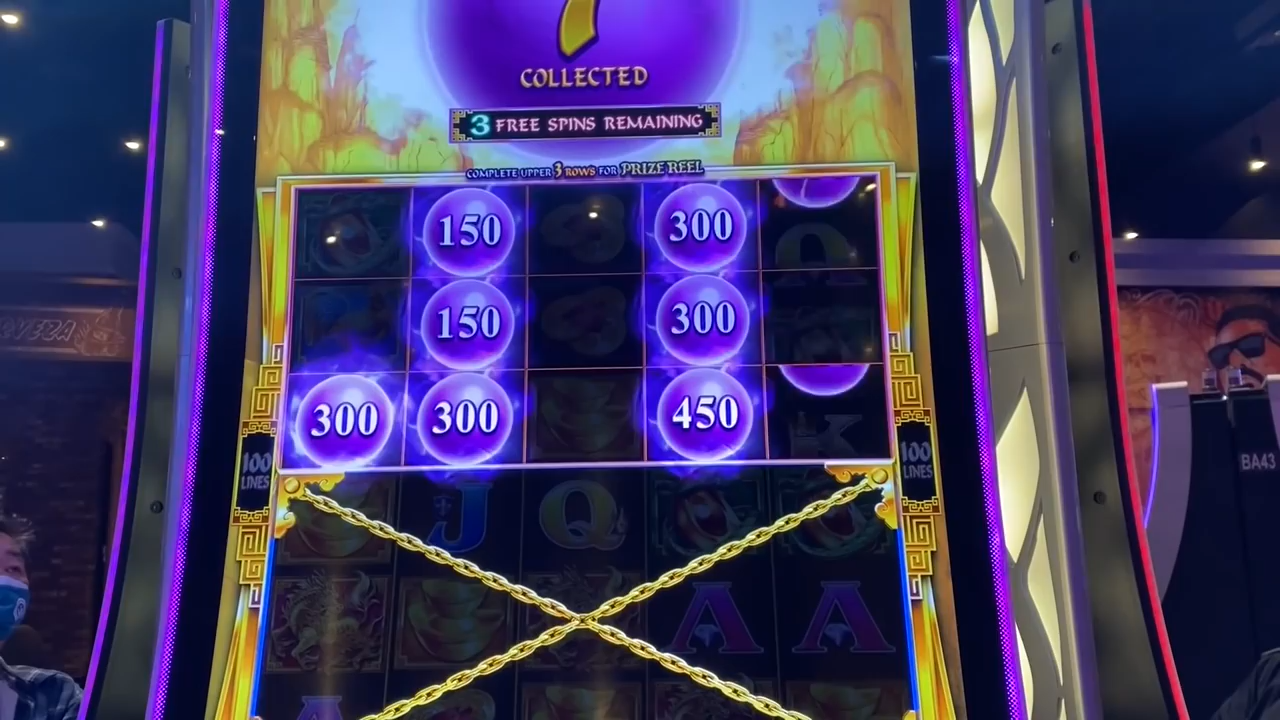 7
COLLECTED
3 FREE SPINS REMAINING
COMPLETE UPPER 3 ROWS FOR PRIZE REEL
150 300
150 300
300 300 450
K
100 LINES
100 LINES
J Q
A A
BA43